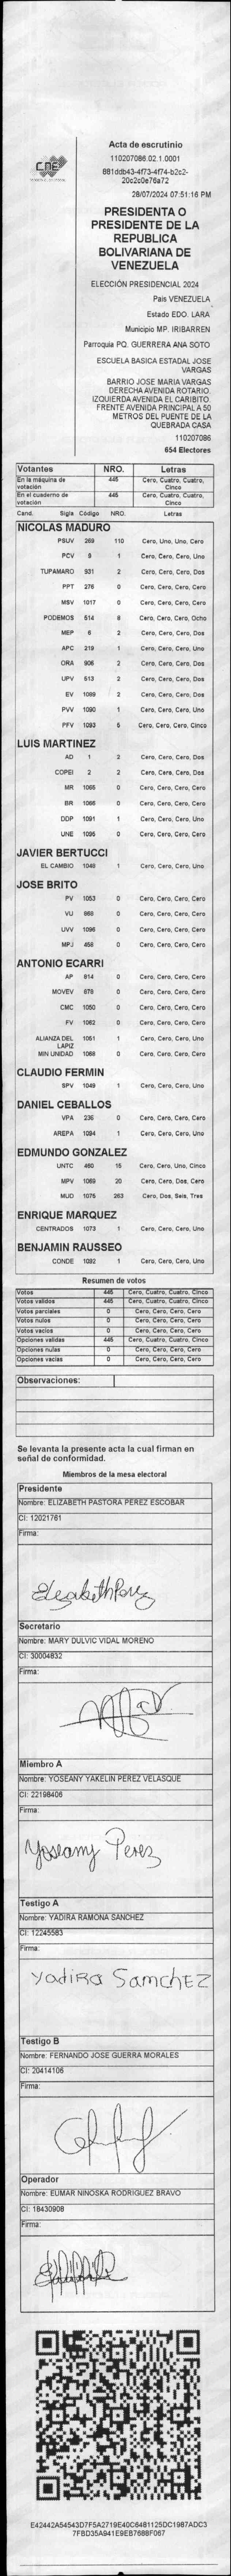 CNE
Acta de escrutinio
110207086.02.1.0001
881ddb43-4f73-4f74-b2c2-
20c2c0e76a72
28/07/2024 07:51:16 PM
PRESIDENTA O
PRESIDENTE DE LA
REPUBLICA
BOLIVARIANA DE
VENEZUELA
ELECCIÓN PRESIDENCIAL 2024
Pais VENEZUELA
Estado EDO. LARA
Municipio MP. IRIBARREN
Parroquia PQ. GUERRERA ANA SOTO
ESCUELA BASICA ESTADAL JOSE
VARGAS
BARRIO JOSE MARIA VARGAS
DERECHA AVENIDA ROTARIO.
IZQUIERDA AVENIDA EL CARIBITO.
FRENTE AVENIDA PRINCIPAL A 50
METROS DEL PUENTE DE LA
QUEBRADA CASA
110207086
654 Electores
Votantes NRO. Letras
En la máquina de votación 445 Cero, Cuatro, Cuatro, Cinco
En el cuaderno de votación 445 Cero, Cuatro, Cuatro, Cinco
Cand. Sigla Código NRO. Letras
NICOLAS MADURO
PSUV 269 110 Cero, Uno, Uno, Cero
PCV 9 1 Cero, Cero, Cero, Uno
TUPAMARO 931 2 Cero, Cero, Cero, Dos
PPT 276 0 Cero, Cero, Cero, Cero
MSV 1017 0 Cero, Cero, Cero, Cero
PODEMOS 514 8 Cero, Cero, Cero, Ocho
MEP 6 2 Cero, Cero, Cero, Dos
APC 219 1 Cero, Cero, Cero, Uno
ORA 906 2 Cero, Cero, Cero, Dos
UPV 513 2 Cero, Cero, Cero, Dos
EV 1089 2 Cero, Cero, Cero, Dos
PVV 1090 1 Cero, Cero, Cero, Uno
PFV 1093 5 Cero, Cero, Cero, Cinco
LUIS MARTINEZ
AD 1 2 Cero, Cero, Cero, Dos
COPEI 2 2 Cero, Cero, Cero, Dos
MR 1065 0 Cero, Cero, Cero, Cero
BR 1066 0 Cero, Cero, Cero, Cero
DDP 1091 1 Cero, Cero, Cero, Uno
UNE 1095 0 Cero, Cero, Cero, Cero
JAVIER BERTUCCI
EL CAMBIO 1048 1 Cero, Cero, Cero, Uno
JOSE BRITO
PV 1053 0 Cero, Cero, Cero, Cero
VU 868 0 Cero, Cero, Cero, Cero
UVV 1096 0 Cero, Cero, Cero, Cero
MPJ 458 0 Cero, Cero, Cero, Cero
ANTONIO ECARRI
AP 814 0 Cero, Cero, Cero, Cero
MOVEV 678 0 Cero, Cero, Cero, Cero
CMC 1050 0 Cero, Cero, Cero, Cero
FV 1062 0 Cero, Cero, Cero, Cero
ALIANZA DEL LAPIZ 1051 1 Cero, Cero, Cero, Uno
MIN UNIDAD 1088 0 Cero, Cero, Cero, Cero
CLAUDIO FERMIN
SPV 1049 1 Cero, Cero, Cero, Uno
DANIEL CEBALLOS
VPA 236 0 Cero, Cero, Cero, Cero
AREPA 1094 1 Cero, Cero, Cero, Uno
EDMUNDO GONZALEZ
UNTC 460 15 Cero, Cero, Uno, Cinco
MPV 1069 20 Cero, Cero, Dos, Cero
MUD 1075 263 Cero, Dos, Seis, Tres
ENRIQUE MARQUEZ
CENTRADOS 1073 1 Cero, Cero, Cero, Uno
BENJAMIN RAUSSEO
CONDE 1092 1 Cero, Cero, Cero, Uno
Resumen de votos
Votos 445 Cero, Cuatro, Cuatro, Cinco
Votos validos 445 Cero, Cuatro, Cuatro, Cinco
Votos parciales 0 Cero, Cero, Cero, Cero
Votos nulos 0 Cero, Cero, Cero, Cero
Votos vacios 0 Cero, Cero, Cero, Cero
Opciones validas 445 Cero, Cuatro, Cuatro, Cinco
Opciones nulas 0 Cero, Cero, Cero, Cero
Opciones vacias 0 Cero, Cero, Cero, Cero
Observaciones:
Se levanta la presente acta la cual firman en
señal de conformidad.
Miembros de la mesa electoral
Presidente
Nombre: ELIZABETH PASTORA PEREZ ESCOBAR
CI: 12021761
Firma:
Elizabeth Perez
Secretario
Nombre: MARY DULVIC VIDAL MORENO
CI: 30004832
Firma:
Miembro A
Nombre: YOSEANY YAKELIN PEREZ VELASQUE
CI: 22198406
Firma:
Yoseany Perez
Testigo A
Nombre: YADIRA RAMONA SANCHEZ
CI: 12245583
Firma:
Yadira Sanchez
Testigo B
Nombre: FERNANDO JOSE GUERRA MORALES
CI: 20414106
Firma:
Operador
Nombre: EUMAR NINOSKA RODRIGUEZ BRAVO
CI: 18430908
Firma:
E42442A54543D7F5A2719E40C6481125DC1987ADC3
7FBD35A941E9EB7688F067